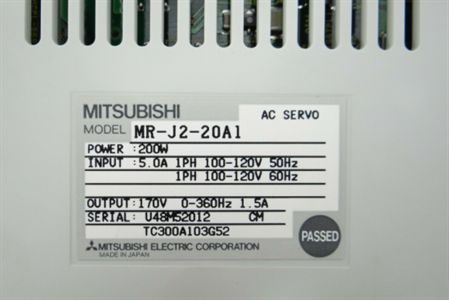 MITSUBISHI AC SERVO
MODEL MR-J2-20A1
POWER :200W
INPUT :5.0A 1PH 100-120V 50Hz
1PH 100-120V 60Hz
OUTPUT:170V 0-360Hz 1.5A
SERIAL: U48M52012 CM
TC300A103G52
MITSUBISHI ELECTRIC CORPORATION
MADE IN JAPAN
PASSED